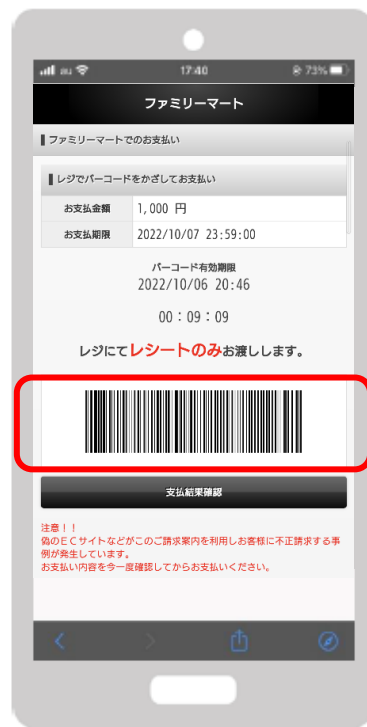 au 17:40 73%
ファミリーマート
ファミリーマートでのお支払い
レジでバーコードをかざしてお支払い
お支払金額 1,000 円
お支払期限 2022/10/07 23:59:00
バーコード有効期限
2022/10/06 20:46
00：09：09
レジにてレシートのみお渡しします。
支払結果確認
注意！！
偽のＥＣサイトなどがこのご請求案内を利用しお客様に不正請求する事
例が発生しています。
お支払い内容を今一度確認してからお支払いください。